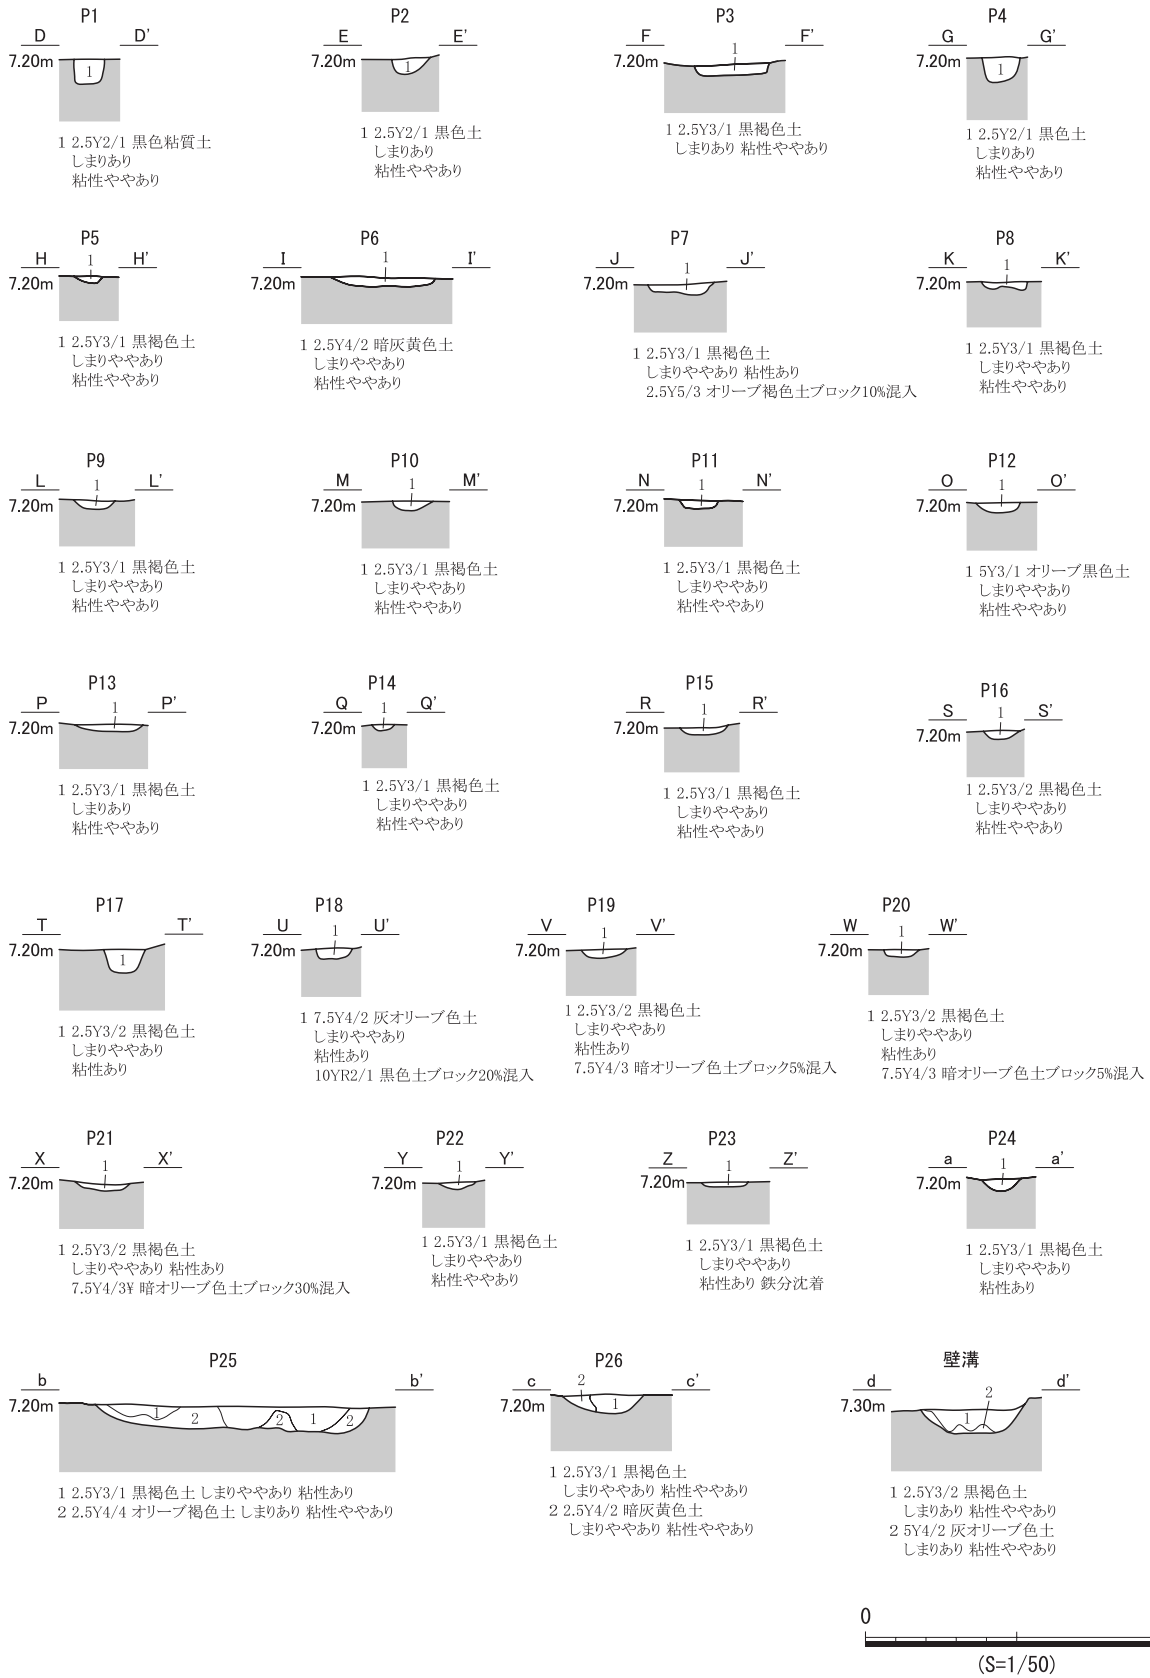 P1
D D'
7.20m
1
1 2.5Y2/1 黒色粘質土
しまりあり
粘性ややあり
P2
E E'
7.20m
1
1 2.5Y2/1 黒色土
しまりあり
粘性ややあり
P3
F F'
1
7.20m
1 2.5Y3/1 黒褐色土
しまりあり 粘性ややあり
P4
G G'
7.20m
1
1 2.5Y2/1 黒色土
しまりあり
粘性ややあり
P5
H H'
1
7.20m
1 2.5Y3/1 黒褐色土
しまりややあり
粘性ややあり
P6
I I'
1
7.20m
1 2.5Y4/2 暗灰黄色土
しまりややあり
粘性ややあり
P7
J J'
1
7.20m
1 2.5Y3/1 黒褐色土
しまりややあり 粘性あり
2.5Y5/3 オリーブ褐色土ブロック10%混入
P8
K K'
1
7.20m
1 2.5Y3/1 黒褐色土
しまりややあり
粘性ややあり
P9
L L'
1
7.20m
1 2.5Y3/1 黒褐色土
しまりややあり
粘性ややあり
P10
M M'
1
7.20m
1 2.5Y3/1 黒褐色土
しまりややあり
粘性ややあり
P11
N N'
1
7.20m
1 2.5Y3/1 黒褐色土
しまりややあり
粘性ややあり
P12
O O'
1
7.20m
1 5Y3/1 オリーブ黒色土
しまりややあり
粘性ややあり
P13
P P'
1
7.20m
1 2.5Y3/1 黒褐色土
しまりあり
粘性ややあり
P14
Q Q'
1
7.20m
1 2.5Y3/1 黒褐色土
しまりややあり
粘性ややあり
P15
R R'
1
7.20m
1 2.5Y3/1 黒褐色土
しまりややあり
粘性ややあり
P16
S S'
1
7.20m
1 2.5Y3/2 黒褐色土
しまりややあり
粘性ややあり
P17
T T'
7.20m
1
1 2.5Y3/2 黒褐色土
しまりややあり
粘性あり
P18
U U'
1
7.20m
1 7.5Y4/2 灰オリーブ色土
しまりややあり
粘性あり
10YR2/1 黒色土ブロック20%混入
P19
V V'
1
7.20m
1 2.5Y3/2 黒褐色土
しまりややあり
粘性あり
7.5Y4/3 暗オリーブ色土ブロック5%混入
P20
W W'
1
7.20m
1 2.5Y3/2 黒褐色土
しまりややあり
粘性あり
7.5Y4/3 暗オリーブ色土ブロック5%混入
P21
X X'
1
7.20m
1 2.5Y3/2 黒褐色土
しまりややあり 粘性あり
7.5Y4/3¥ 暗オリーブ色土ブロック30%混入
P22
Y Y'
1
7.20m
1 2.5Y3/1 黒褐色土
しまりややあり
粘性ややあり
P23
Z Z'
1
7.20m
1 2.5Y3/1 黒褐色土
しまりややあり
粘性あり 鉄分沈着
P24
a a'
1
7.20m
1 2.5Y3/1 黒褐色土
しまりややあり
粘性あり
P25
b b'
7.20m
1 2 2 1 2
1 2.5Y3/1 黒褐色土 しまりややあり 粘性あり
2 2.5Y4/4 オリーブ褐色土 しまりあり 粘性ややあり
P26
c c'
2
7.20m
1
1 2.5Y3/1 黒褐色土
しまりややあり 粘性ややあり
2 2.5Y4/2 暗灰黄色土
しまりややあり 粘性ややあり
壁溝
d d'
2
7.30m
1
1 2.5Y3/2 黒褐色土
しまりあり 粘性ややあり
2 5Y4/2 灰オリーブ色土
しまりあり 粘性ややあり
0
(S=1/50)